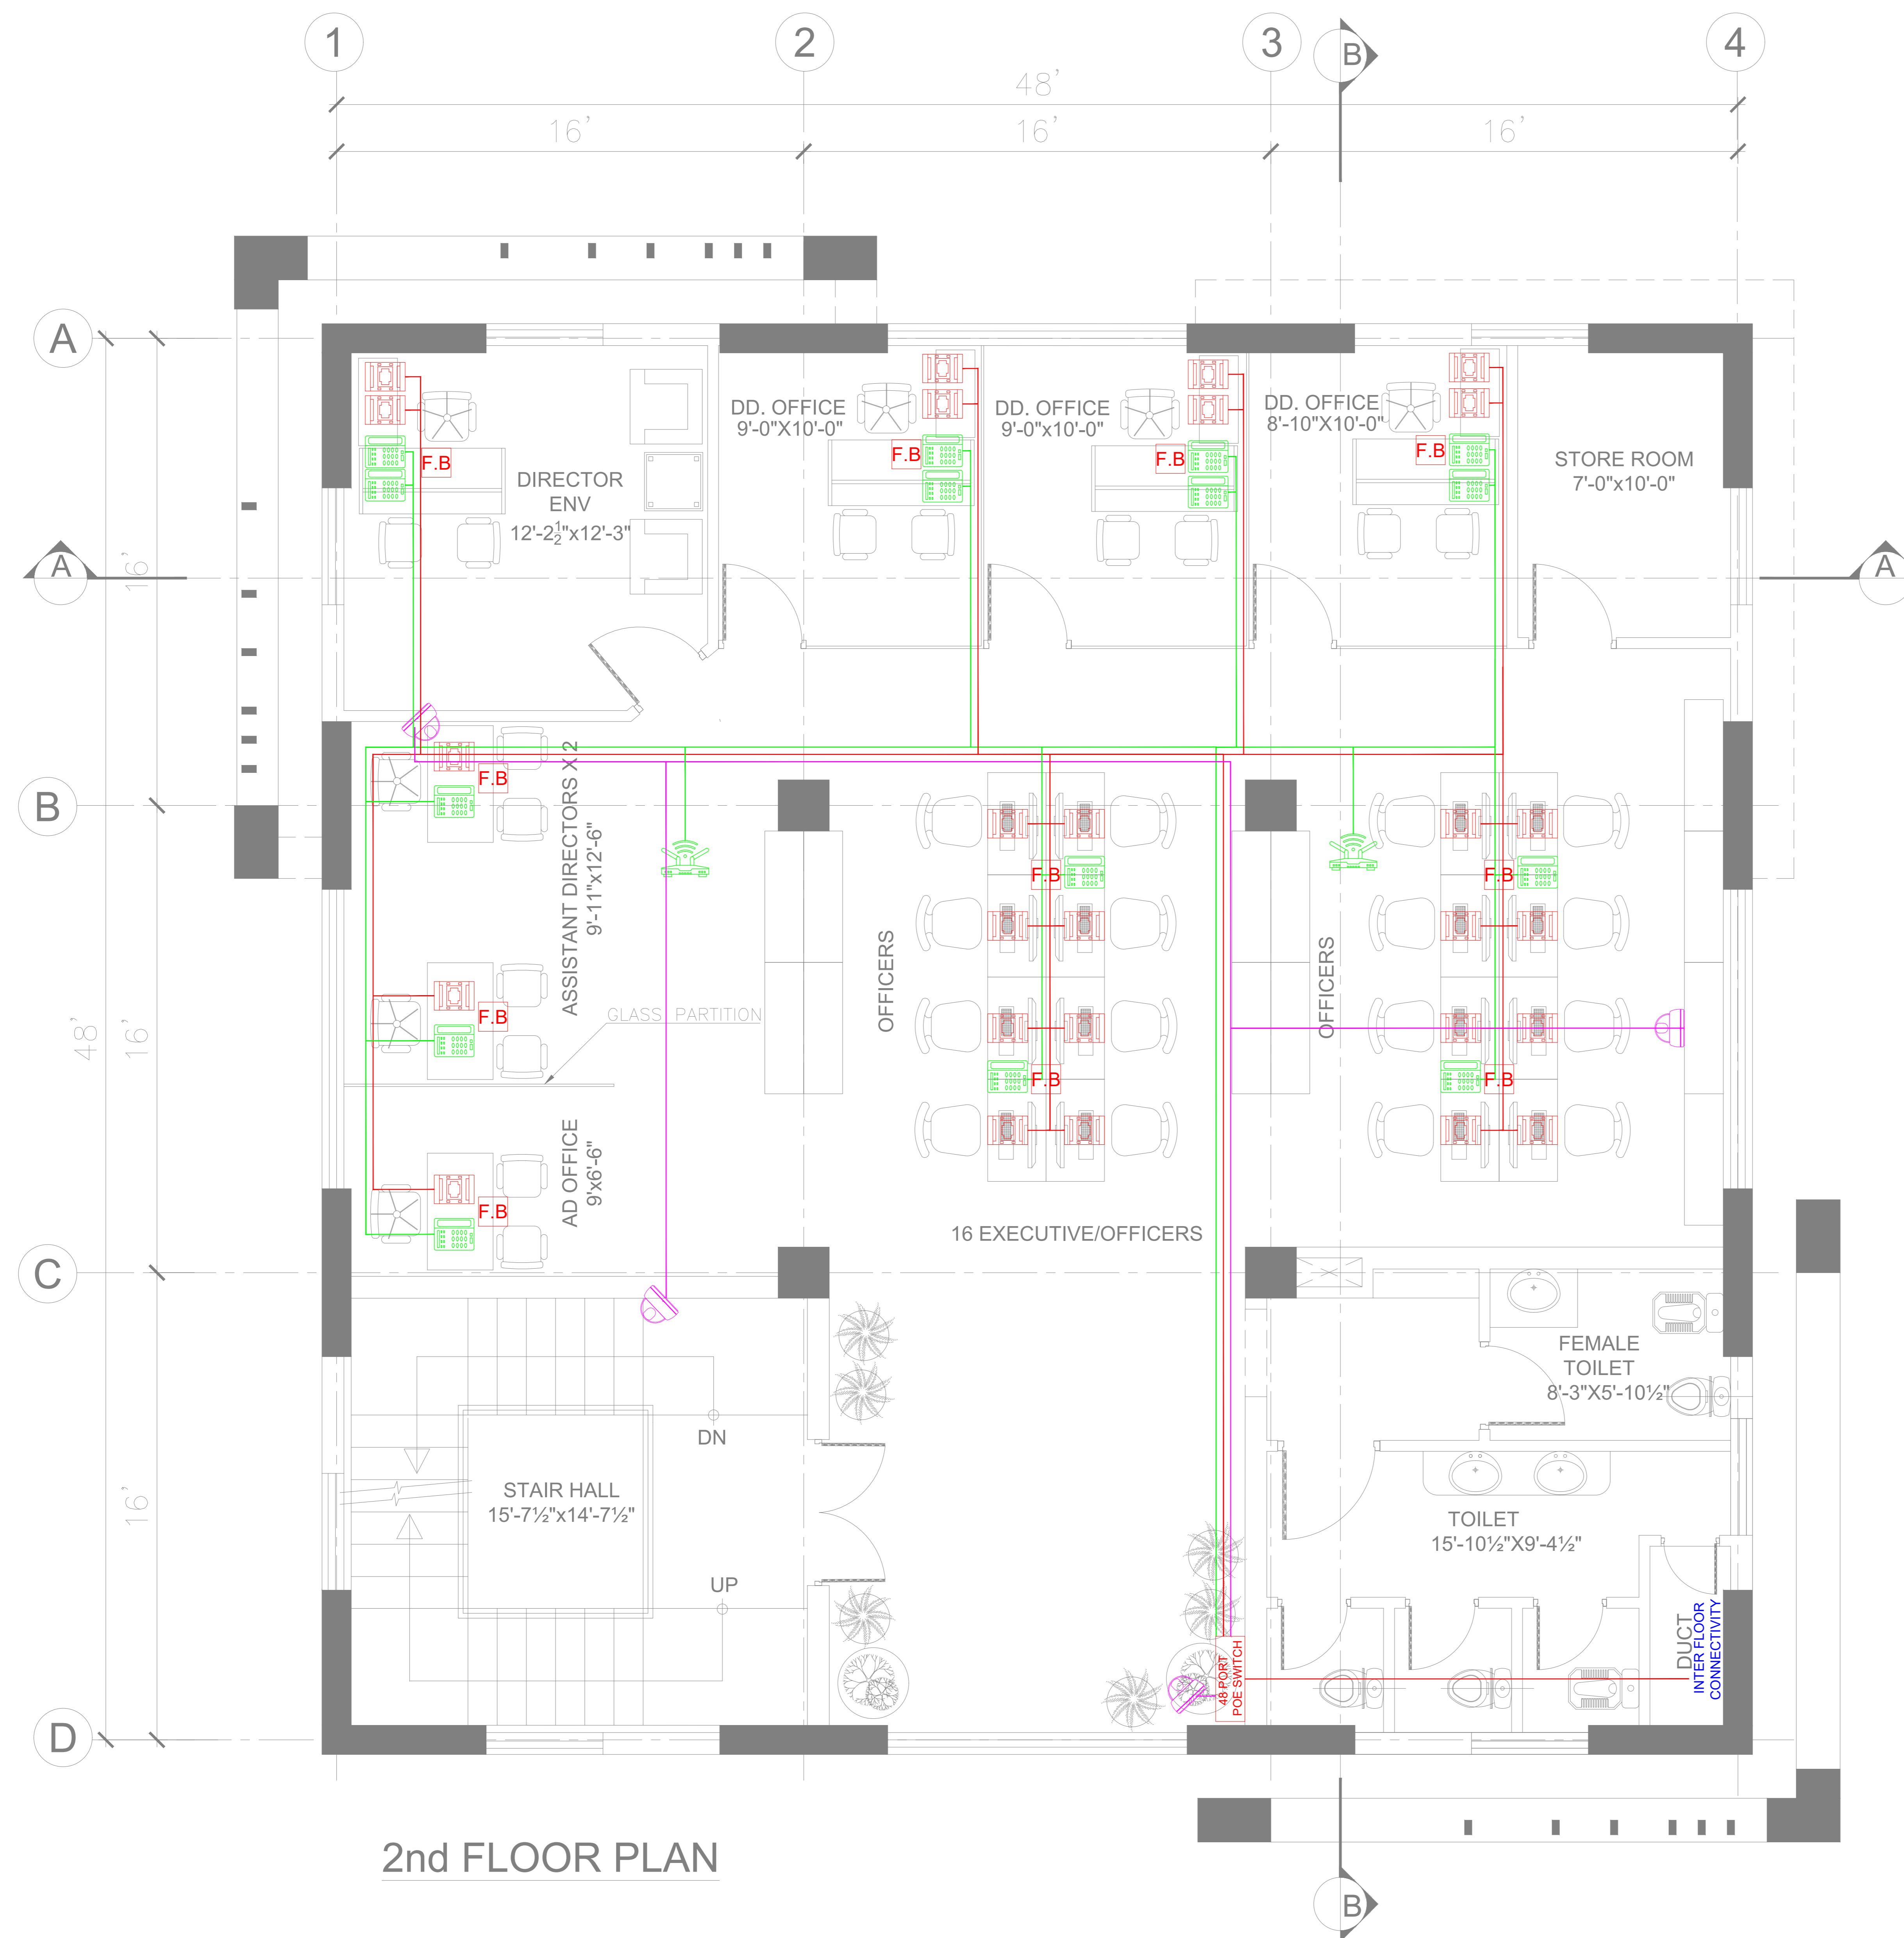 1
2
3
B
4
48'
16'
16'
16'
A
DIRECTOR
ENV
12'-2½"x12'-3"
F.B
DD. OFFICE
9'-0"X10'-0"
F.B
DD. OFFICE
9'-0"x10'-0"
F.B
DD. OFFICE
8'-10"X10'-0"
F.B
STORE ROOM
7'-0"x10'-0"
A
A
16'
B
F.B
ASSISTANT DIRECTORS X 2
9'-11"x12'-6"
F.B
GLASS PARTITION
OFFICERS
F.B
F.B
OFFICERS
F.B
F.B
48'
16'
AD OFFICE
9'x6'-6"
F.B
16 EXECUTIVE/OFFICERS
C
FEMALE
TOILET
8'-3"X5'-10½"
DN
STAIR HALL
15'-7½"x14'-7½"
UP
16'
TOILET
15'-10½"X9'-4½"
48 PORT
POE SWITCH
DUCT
INTER FLOOR
CONNECTIVITY
D
2nd FLOOR PLAN
B